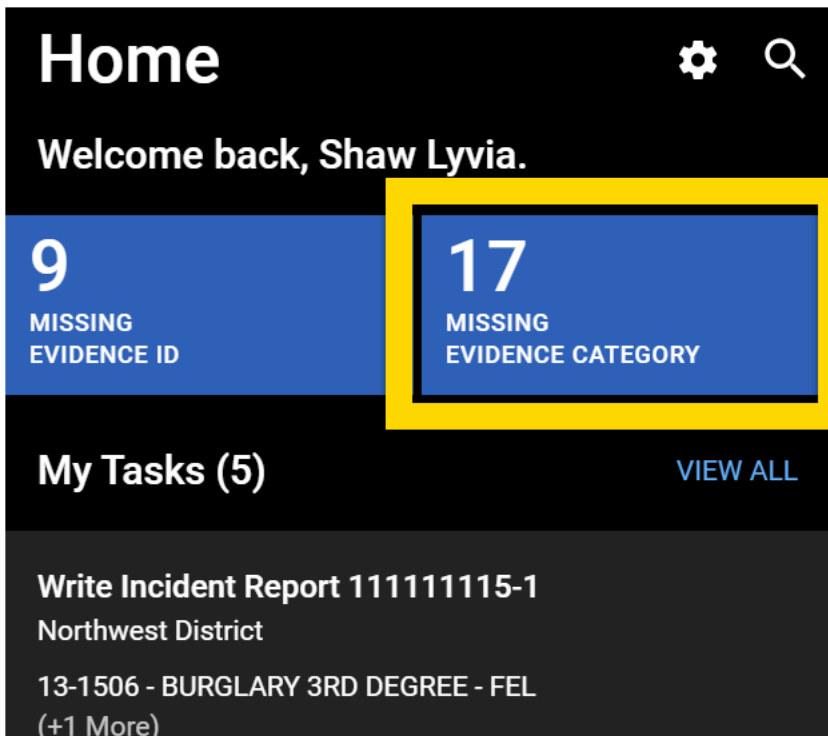 Home
Welcome back, Shaw Lyvia.
9
MISSING
EVIDENCE ID
17
MISSING
EVIDENCE CATEGORY
My Tasks (5)
VIEW ALL
Write Incident Report 111111115-1
Northwest District
13-1506 - BURGLARY 3RD DEGREE - FEL
(+1 More)